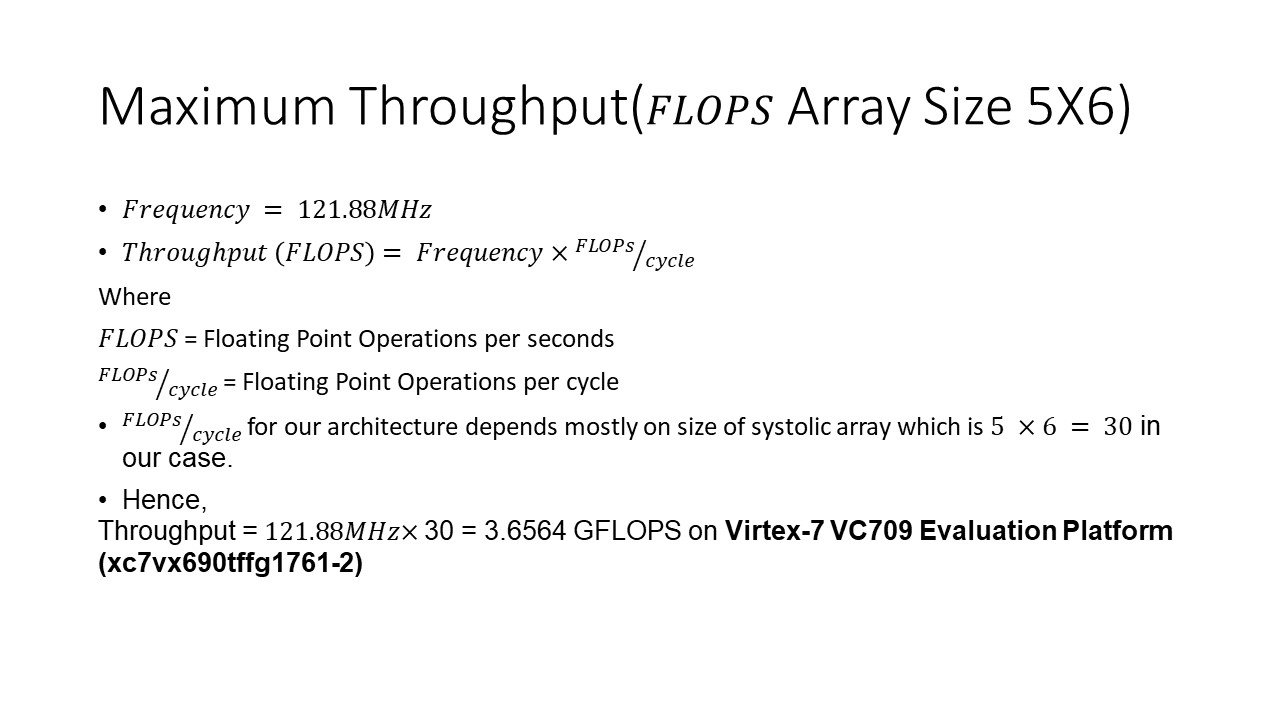 Maximum Throughput(FLOPS Array Size 5X6)
• Frequency = 121.88MHz
• Throughput (FLOPS) = Frequency × FLOPs/cycle
Where
FLOPS = Floating Point Operations per seconds
FLOPs/cycle = Floating Point Operations per cycle
• FLOPs/cycle for our architecture depends mostly on size of systolic array which is 5 × 6 = 30 in
our case.
• Hence,
Throughput = 121.88MHz× 30 = 3.6564 GFLOPS on Virtex-7 VC709 Evaluation Platform
(xc7vx690tffg1761-2)